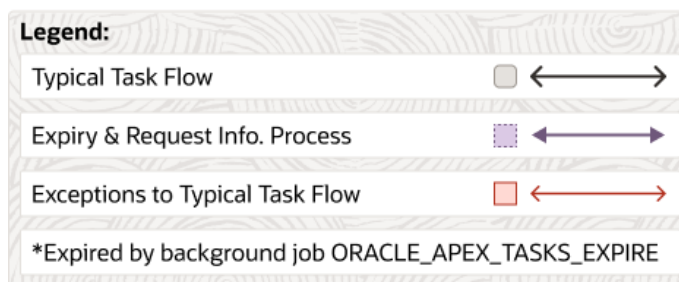 Legend:
Typical Task Flow
Expiry & Request Info. Process
Exceptions to Typical Task Flow
*Expired by background job ORACLE_APEX_TASKS_EXPIRE